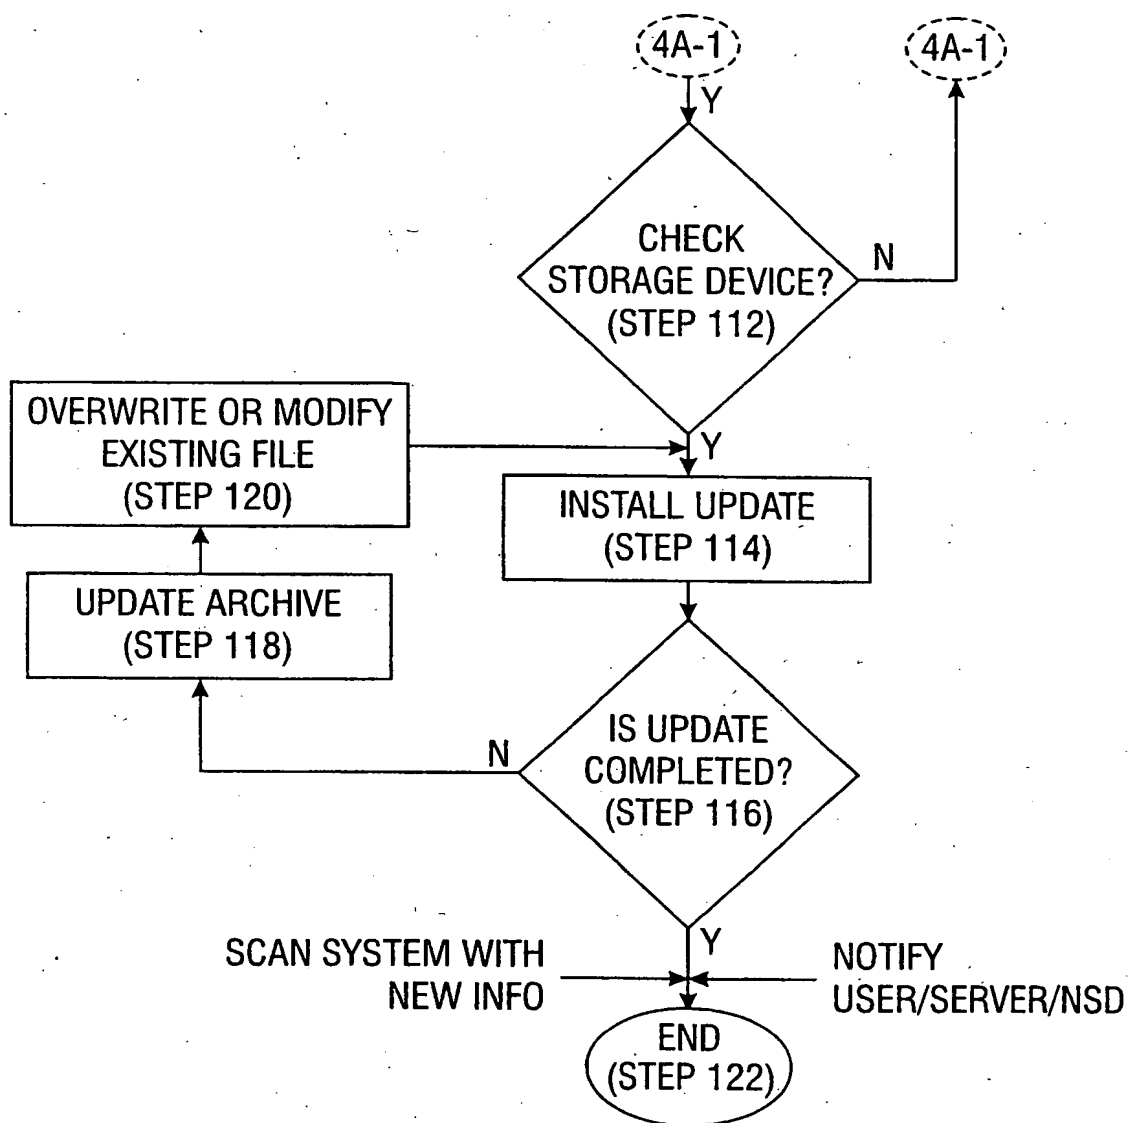 4A-1
4A-1
Y
CHECK
STORAGE DEVICE?
(STEP 112)
N
OVERWRITE OR MODIFY
EXISTING FILE
(STEP 120)
Y
INSTALL UPDATE
(STEP 114)
UPDATE ARCHIVE
(STEP 118)
IS UPDATE
COMPLETED?
(STEP 116)
N
Y
SCAN SYSTEM WITH
NEW INFO
NOTIFY
USER/SERVER/NSD
END
(STEP 122)